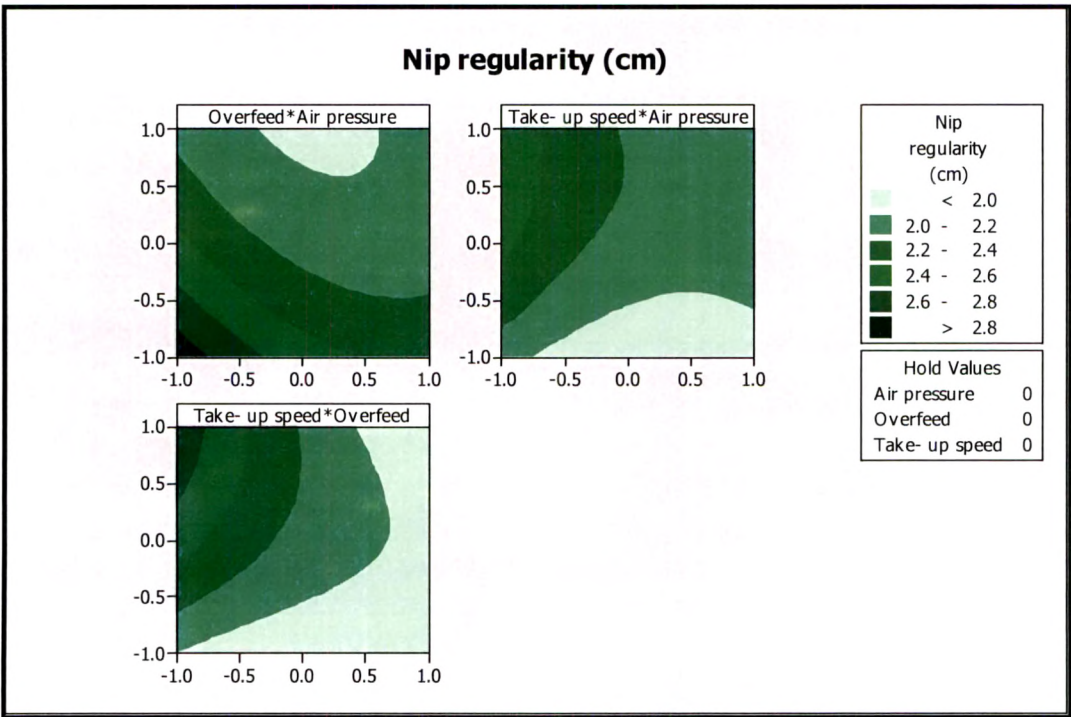 Nip regularity (cm)
Overfeed*Air pressure
1.0
0.5
0.0
-0.5
-1.0
-1.0 -0.5 0.0 0.5 1.0
Take- up speed*Air pressure
1.0
0.5
0.0
-0.5
-1.0
-1.0 -0.5 0.0 0.5 1.0
Take- up speed*Overfeed
1.0
0.5
0.0
-0.5
-1.0
-1.0 -0.5 0.0 0.5 1.0
Nip
regularity
(cm)
< 2.0
2.0 - 2.2
2.2 - 2.4
2.4 - 2.6
2.6 - 2.8
> 2.8
Hold Values
Air pressure 0
Overfeed 0
Take- up speed 0